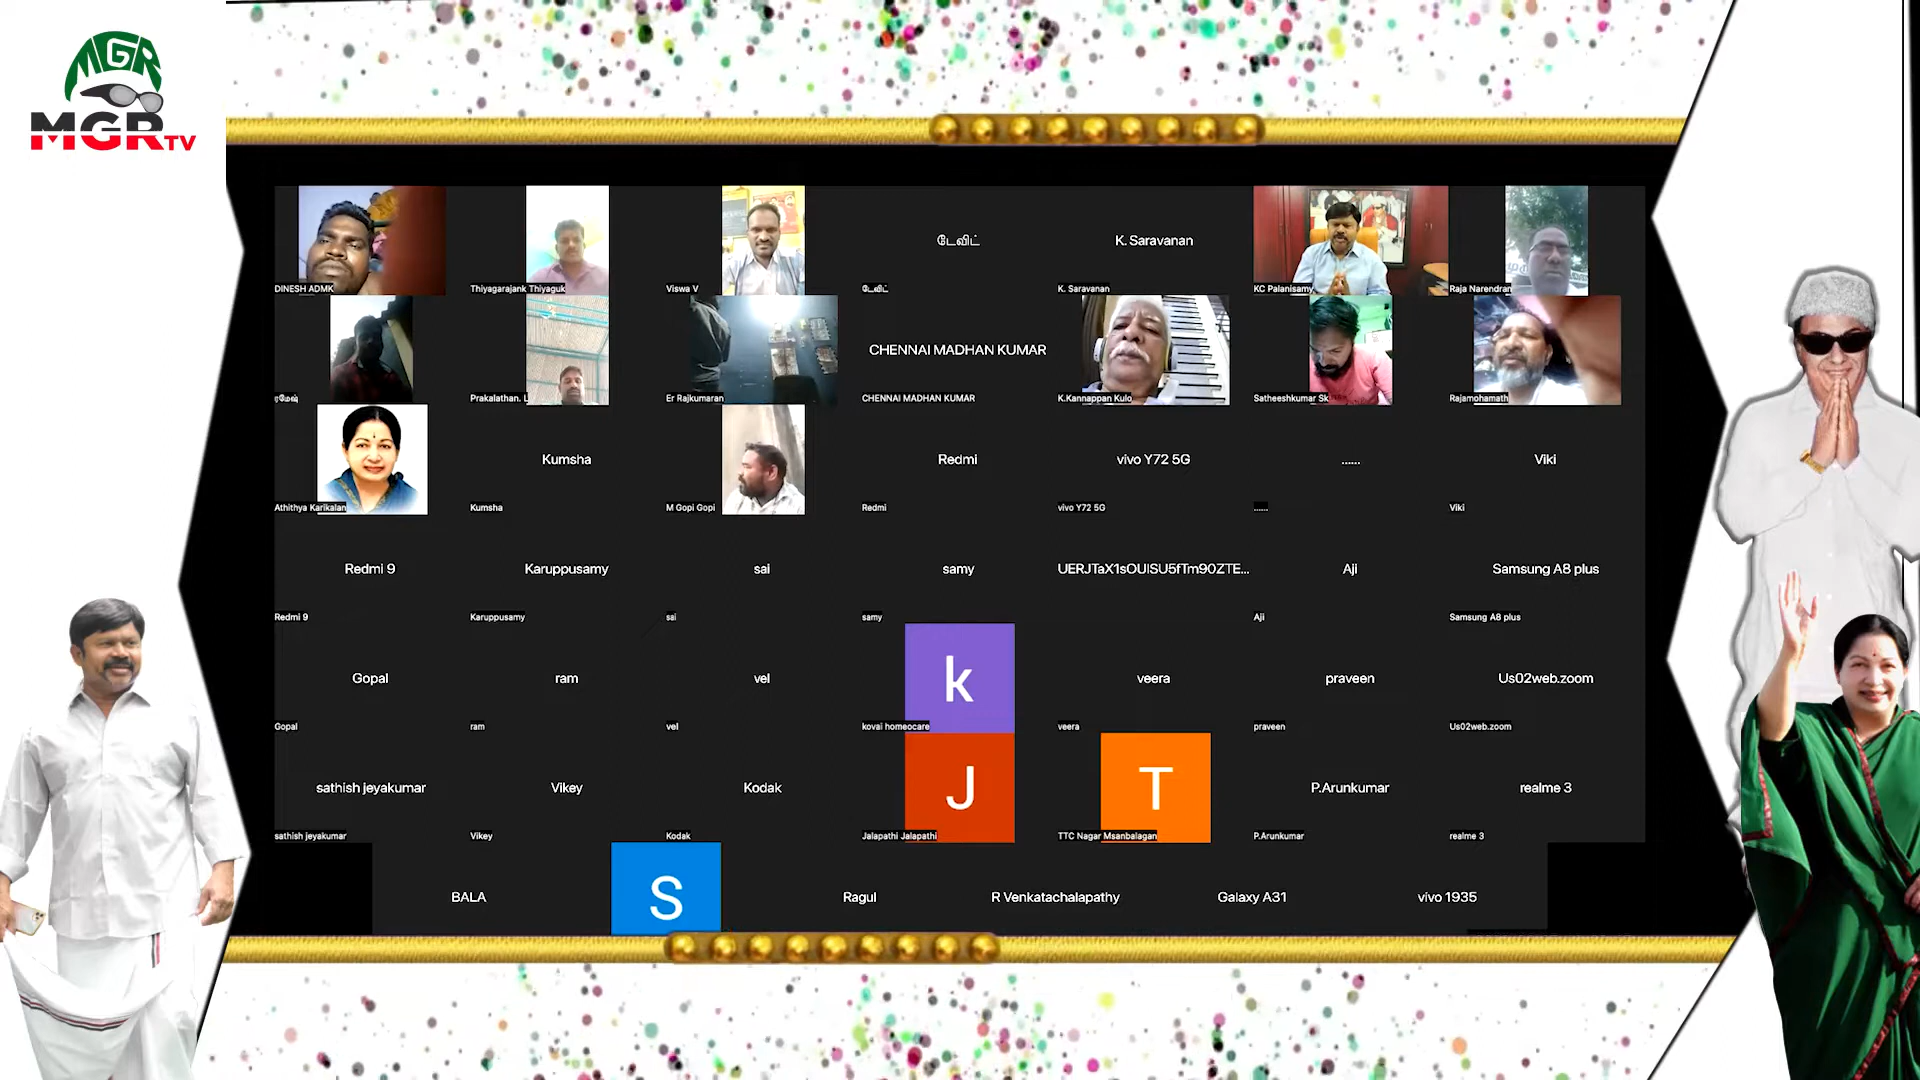 MGR
MGR TV
டேவிட்
K. Saravanan
DINESH ADMK
Thiyagarajank Thiyaguk
Viswa V
டேவிட்
K. Saravanan
KC Palanisamy
Raja Narendran
CHENNAI MADHAN KUMAR
ரமேஷ்
Prakalathan. L
Er Rajkumaran
CHENNAI MADHAN KUMAR
K.Kannappan Kulo
Satheeshkumar Sk
Rajamohamath
Kumsha
Redmi
vivo Y72 5G
......
Viki
Athithya Karikalan
Kumsha
M Gopi Gopi
Redmi
vivo Y72 5G
......
Viki
Redmi 9
Karuppusamy
sai
samy
UERJTaX1sOUlSU5fTm90ZTE...
Aji
Samsung A8 plus
Redmi 9
Karuppusamy
sai
samy
Aji
Samsung A8 plus
Gopal
ram
vel
k
veera
praveen
Us02web.zoom
Gopal
ram
vel
kovai homeocare
veera
praveen
Us02web.zoom
sathish jeyakumar
Vikey
Kodak
J
T
P.Arunkumar
realme 3
sathish jeyakumar
Vikey
Kodak
Jalapathi Jalapathi
TTC Nagar Msanbalagan
P.Arunkumar
realme 3
BALA
S
Ragul
R Venkatachalapathy
Galaxy A31
vivo 1935